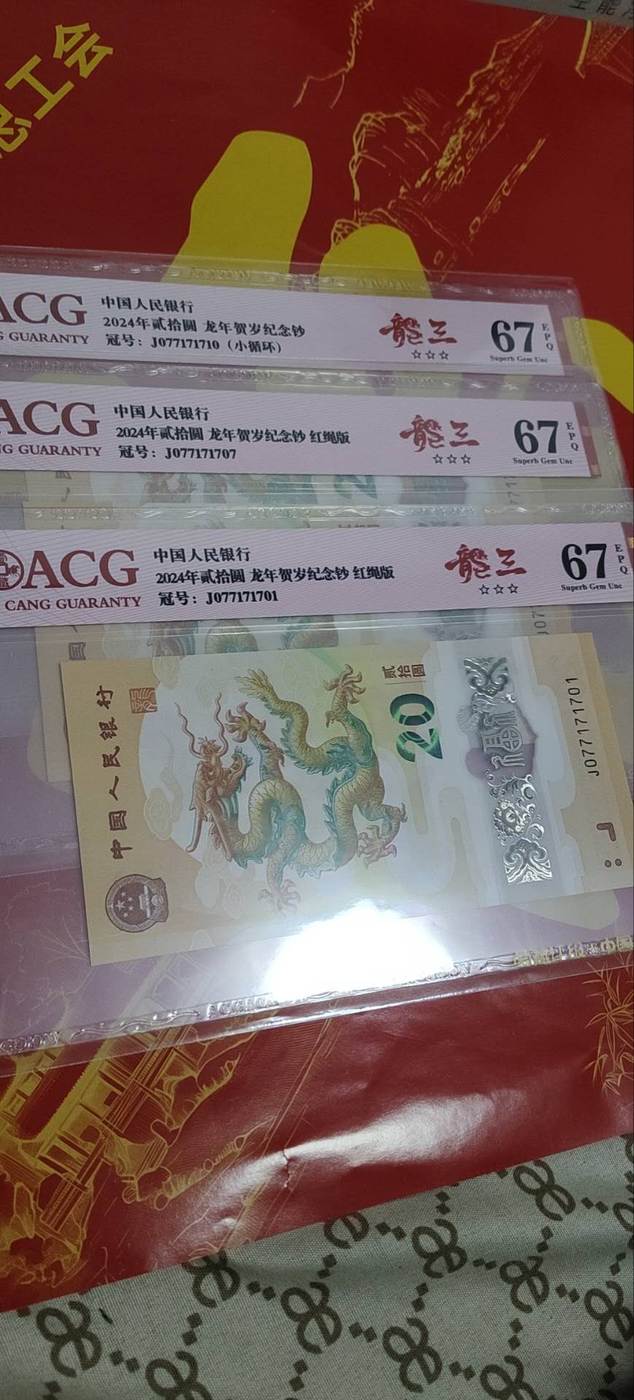 工会
ACG
GUARANTY
中国人民银行
2024年贰拾圆 龙年贺岁纪念钞
冠号：J077171710（小循环）
龍三
☆☆☆
67
EPQ
Superb Gem Unc
ACG
NG GUARANTY
中国人民银行
2024年贰拾圆 龙年贺岁纪念钞 红绳版
冠号：J077171707
龍三
☆☆☆
67
EPQ
Superb Gem Unc
ACG
CANG GUARANTY
中国人民银行
2024年贰拾圆 龙年贺岁纪念钞 红绳版
冠号：J077171701
龍三
☆☆☆
67
EPQ
Superb Gem Unc
中国人民银行
贰拾圆
20
J077171701